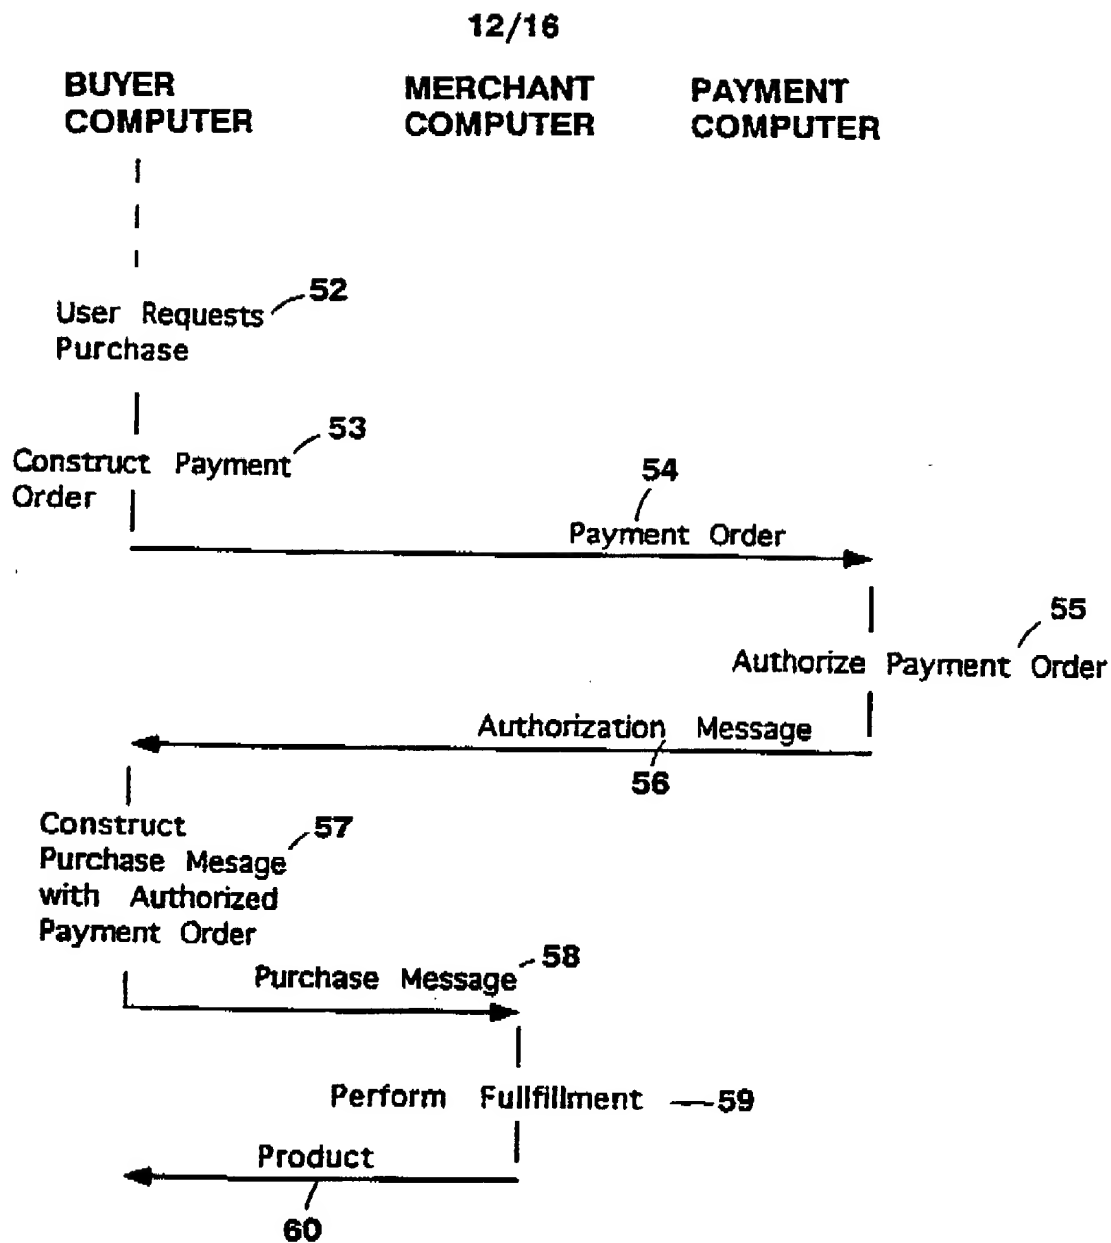 12/16
BUYER
COMPUTER
MERCHANT
COMPUTER
PAYMENT
COMPUTER
52
User Requests
Purchase
53
Construct Payment
Order
54
Payment Order
55
Authorize Payment Order
Authorization Message
56
Construct
57
Purchase Mesage
with Authorized
Payment Order
58
Purchase Message
Perform Fullfillment 59
Product
60